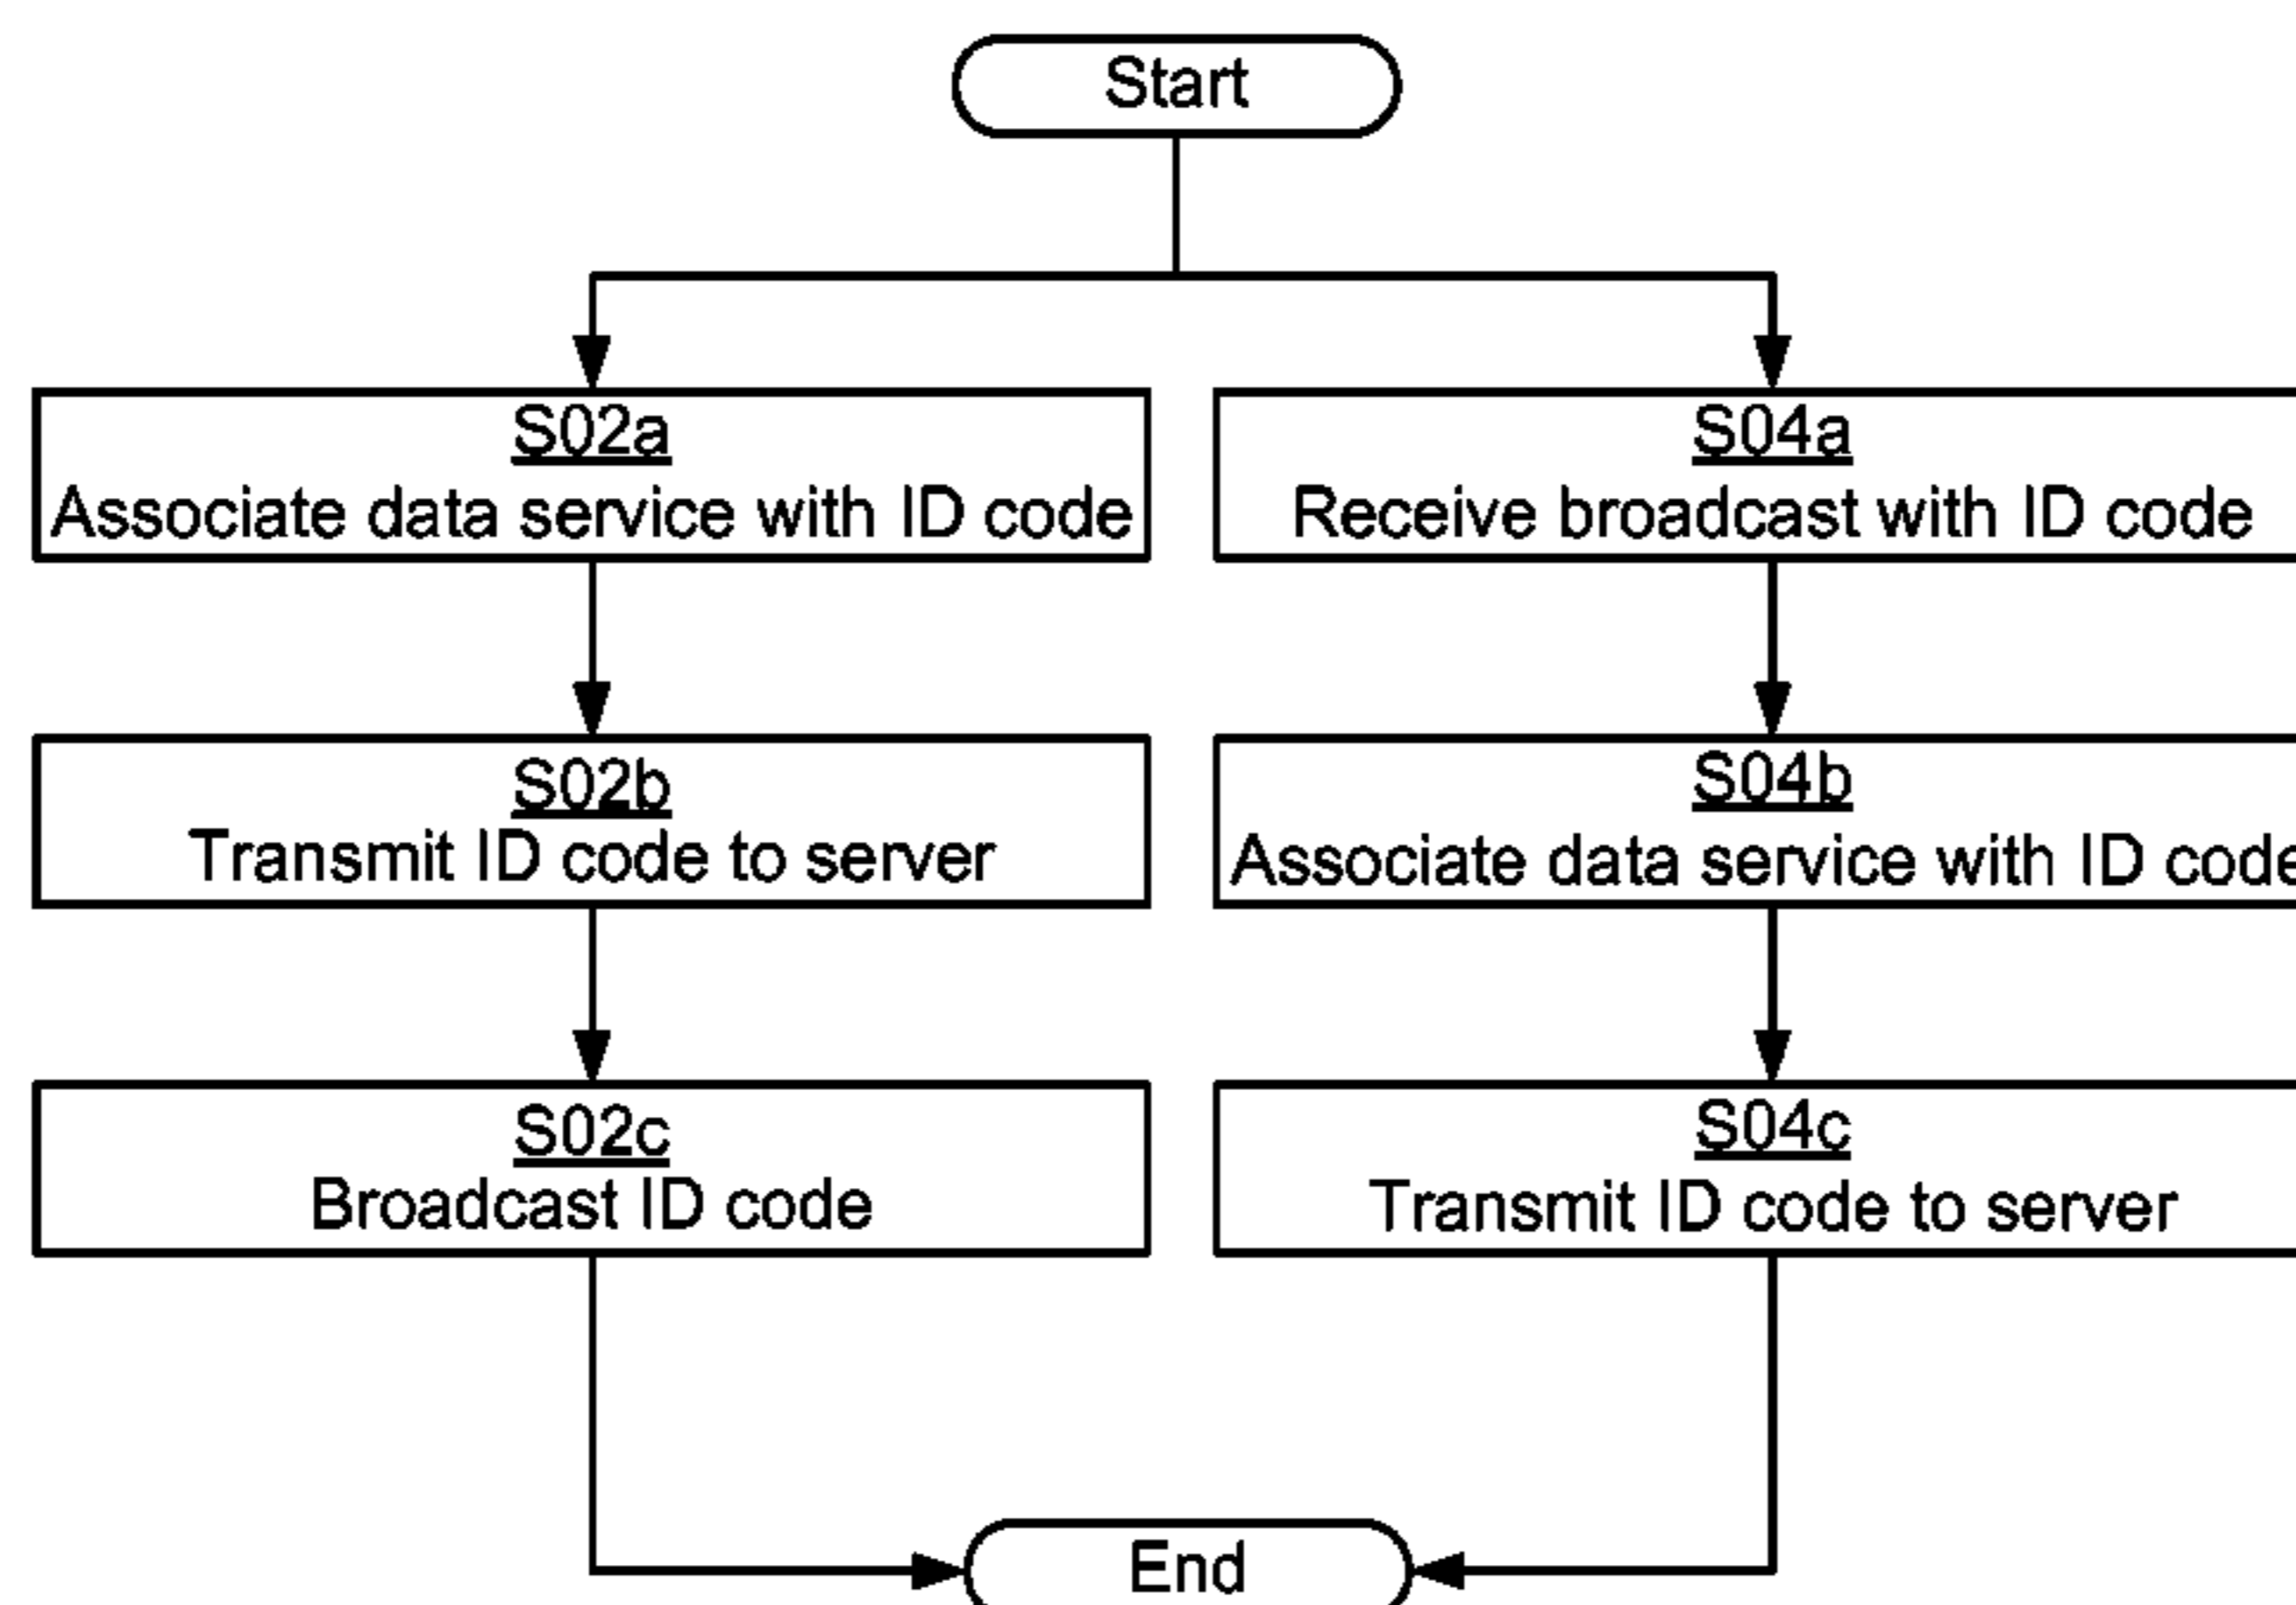 Start
S02a
Associate data service with ID code
S02b
Transmit ID code to server
S02c
Broadcast ID code
S04a
Receive broadcast with ID code
S04b
Associate data service with ID code
S04c
Transmit ID code to server
End